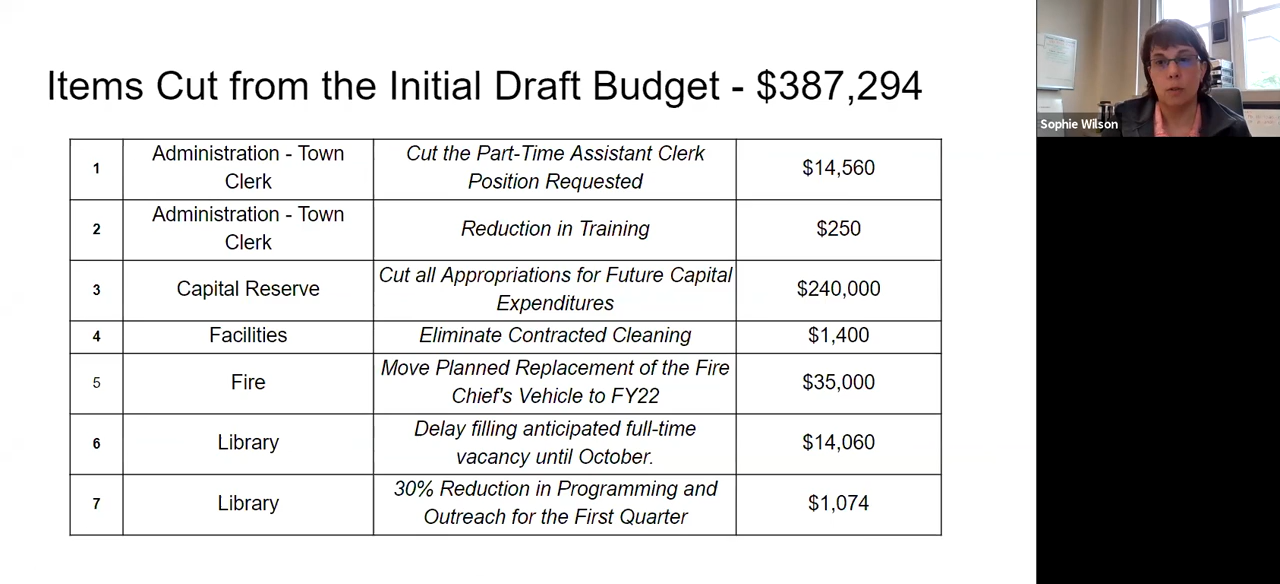 Items Cut from the Initial Draft Budget - $387,294
1
Administration - Town
Clerk
Cut the Part-Time Assistant Clerk
Position Requested
$14,560
2
Administration - Town
Clerk
Reduction in Training
$250
3
Capital Reserve
Cut all Appropriations for Future Capital
Expenditures
$240,000
4
Facilities
Eliminate Contracted Cleaning
$1,400
5
Fire
Move Planned Replacement of the Fire
Chief's Vehicle to FY22
$35,000
6
Library
Delay filling anticipated full-time
vacancy until October.
$14,060
7
Library
30% Reduction in Programming and
Outreach for the First Quarter
$1,074
Sophie Wilson